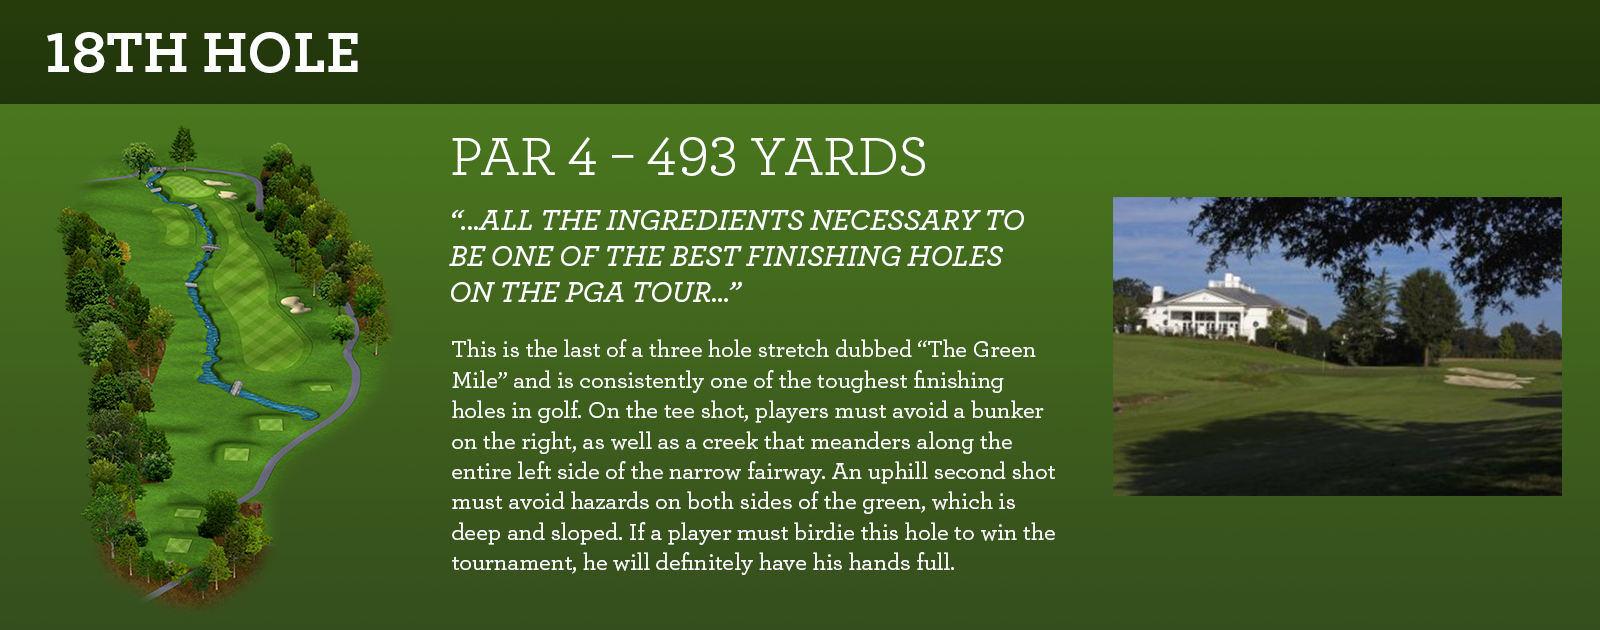 18TH HOLE
PAR 4 – 493 YARDS
“...ALL THE INGREDIENTS NECESSARY TO
BE ONE OF THE BEST FINISHING HOLES
ON THE PGA TOUR...”
This is the last of a three hole stretch dubbed “The Green
Mile” and is consistently one of the toughest finishing
holes in golf. On the tee shot, players must avoid a bunker
on the right, as well as a creek that meanders along the
entire left side of the narrow fairway. An uphill second shot
must avoid hazards on both sides of the green, which is
deep and sloped. If a player must birdie this hole to win the
tournament, he will definitely have his hands full.